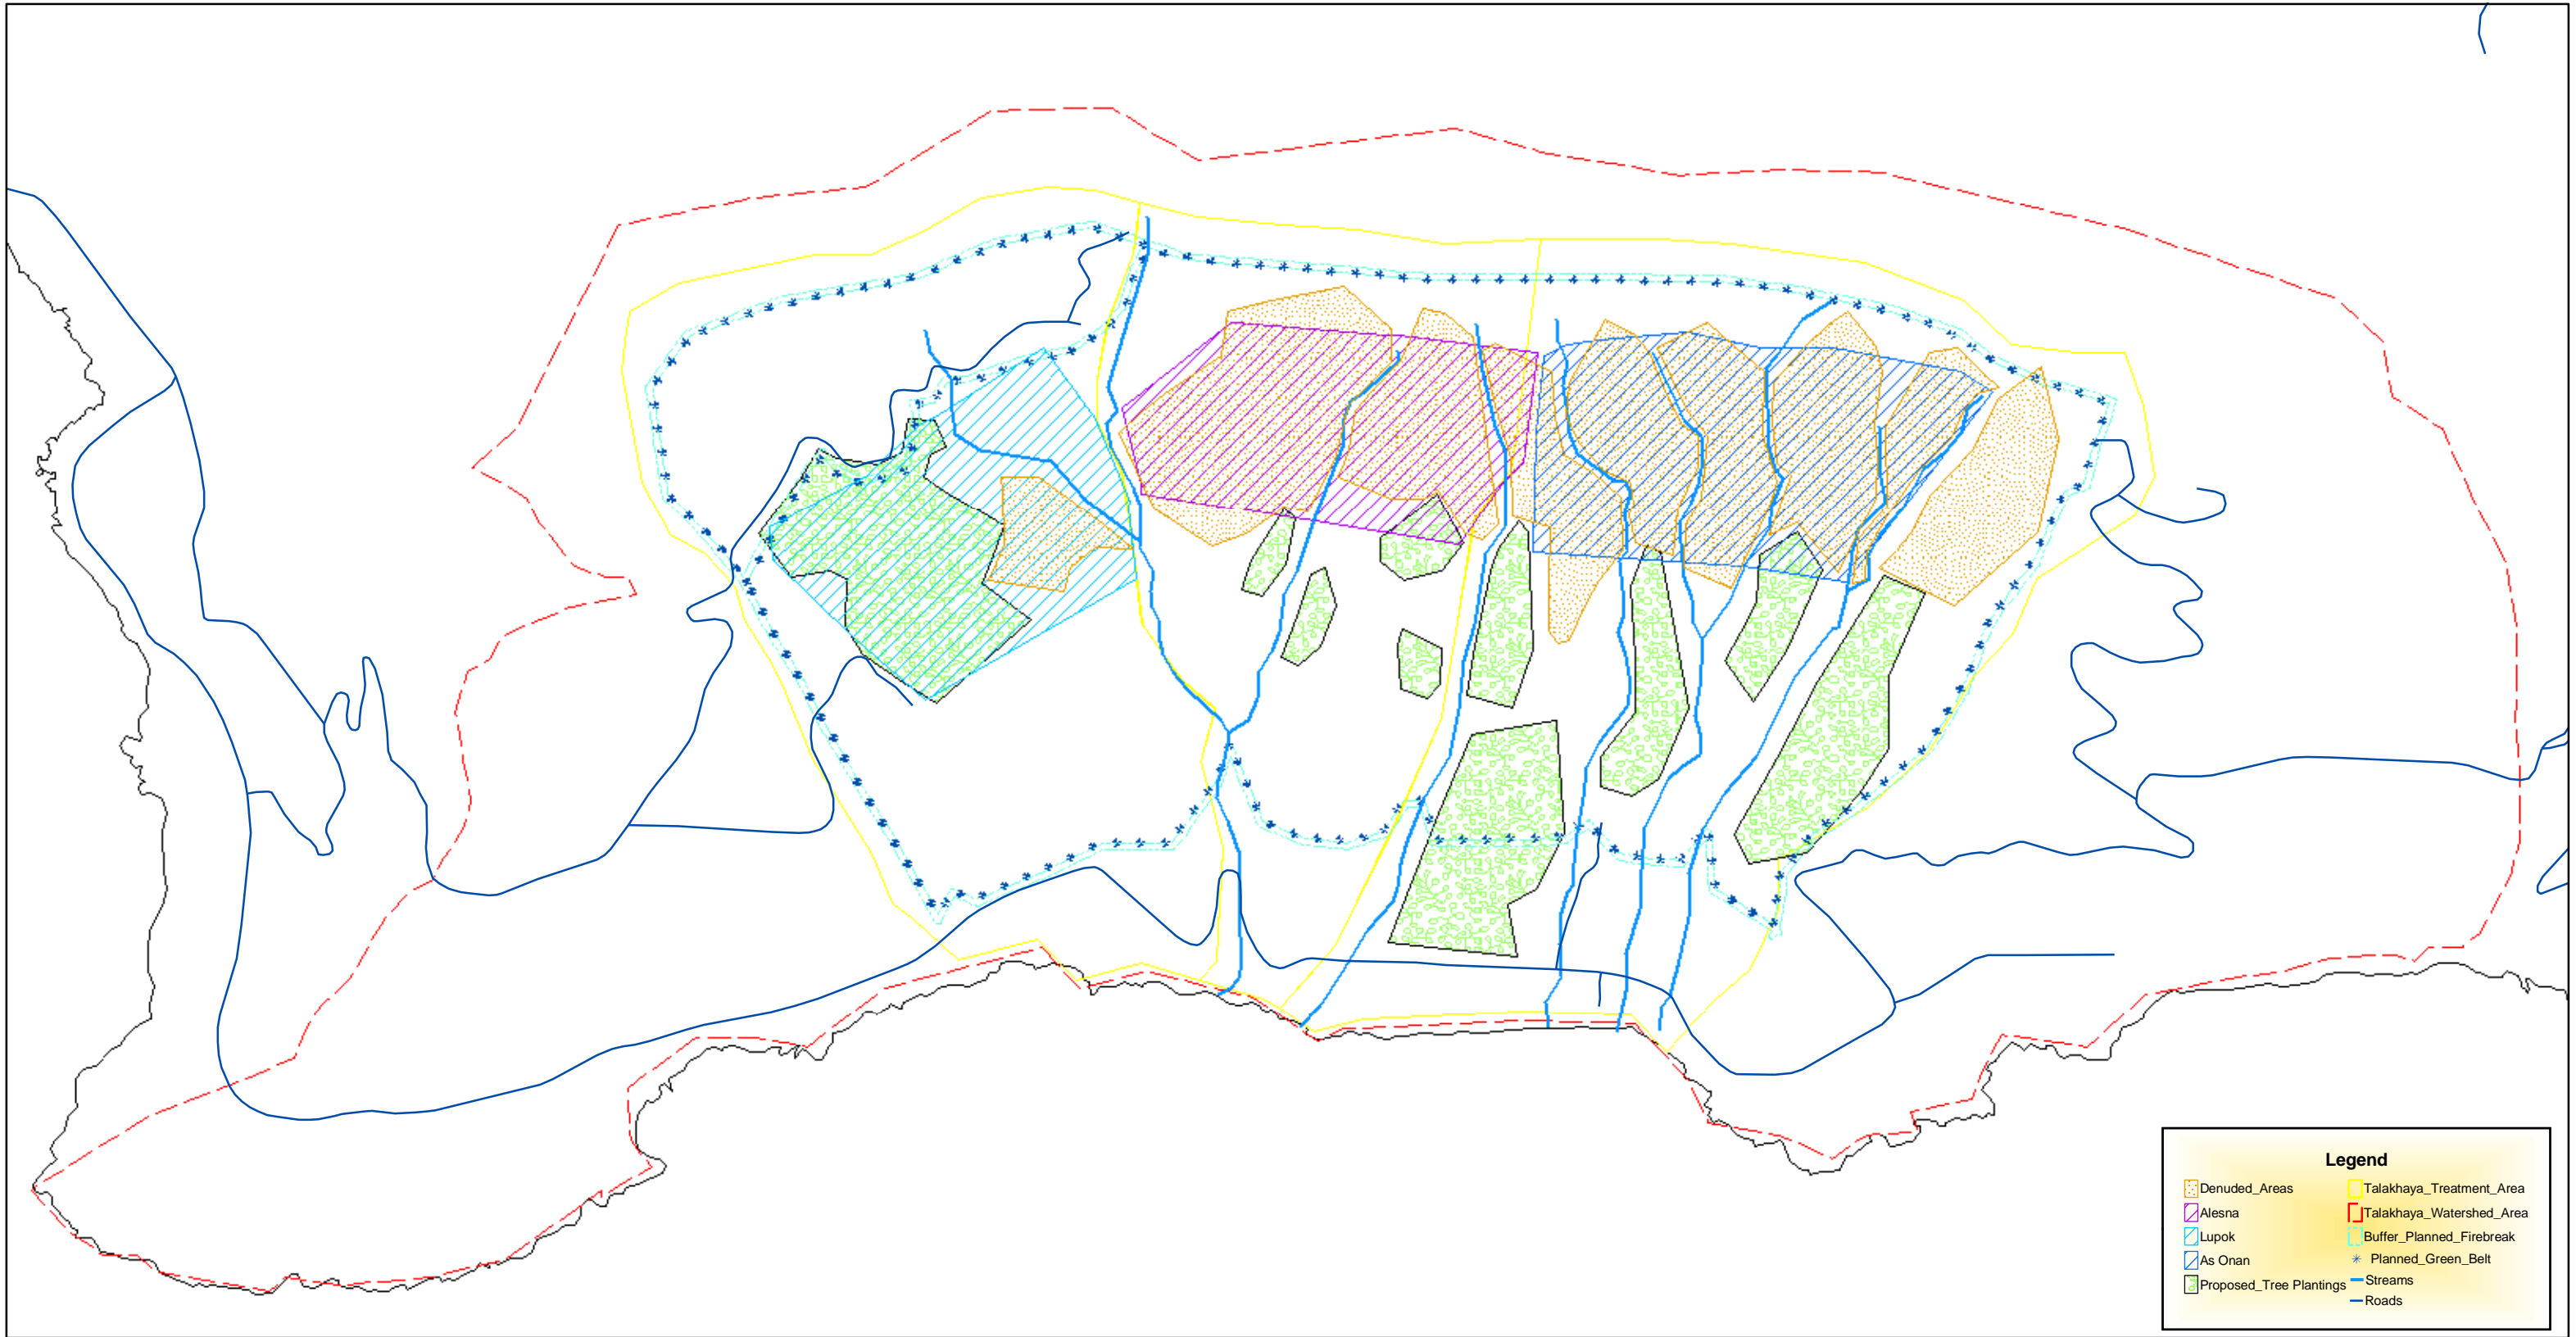 Legend
Denuded_Areas
Alesna
Lupok
As Onan
Proposed_Tree Plantings
Talakhaya_Treatment_Area
Talakhaya_Watershed_Area
Buffer_Planned_Firebreak
Planned_Green_Belt
Streams
Roads